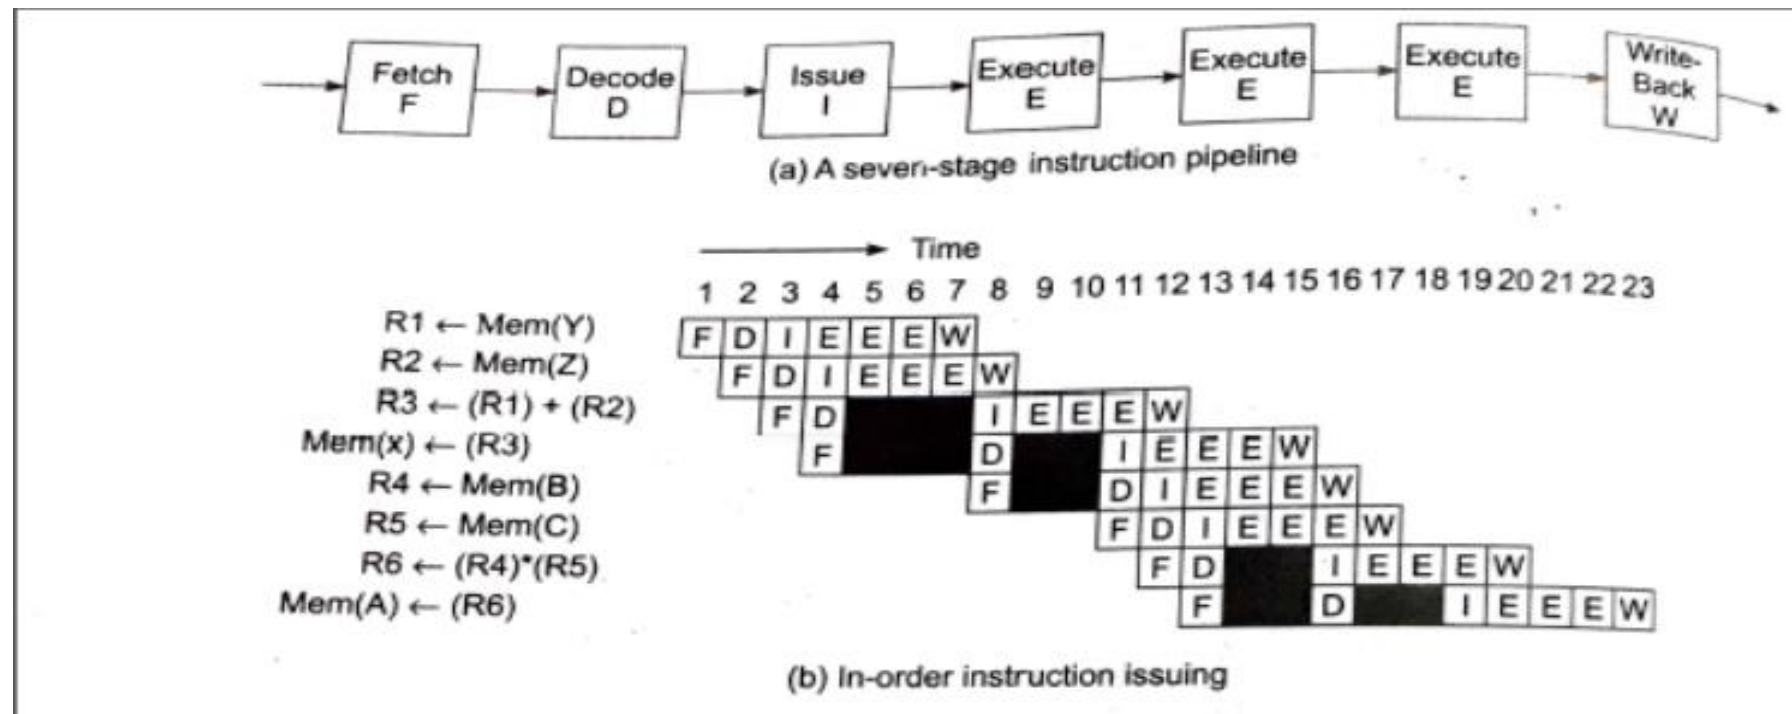 Fetch F
Decode D
Issue I
Execute E
Execute E
Execute E
Write-Back W
(a) A seven-stage instruction pipeline
Time
1 2 3 4 5 6 7 8 9 10 11 12 13 14 15 16 17 18 19 20 21 22 23
R1 ← Mem(Y) F D I E E E W
R2 ← Mem(Z) F D I E E E W
R3 ← (R1) + (R2) F D I E E E W
Mem(x) ← (R3) F D I E E E W
R4 ← Mem(B) F D I E E E W
R5 ← Mem(C) F D I E E E W
R6 ← (R4)*(R5) F D I E E E W
Mem(A) ← (R6) F D I E E E W
(b) In-order instruction issuing